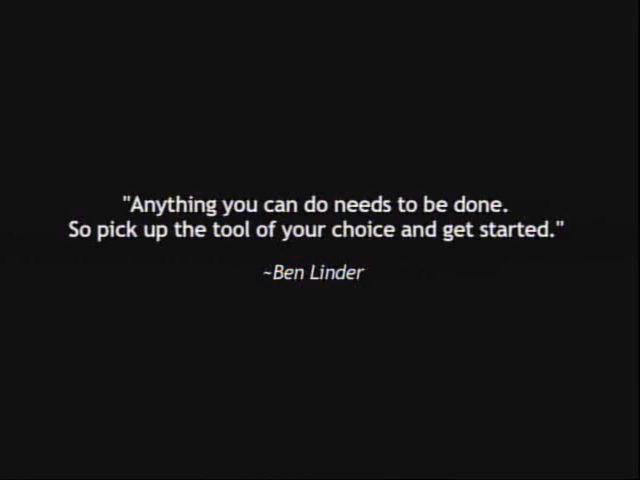 "Anything you can do needs to be done.
So pick up the tool of your choice and get started."
~Ben Linder